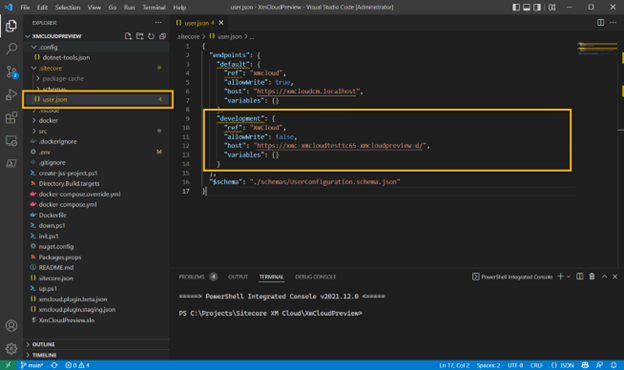 File Edit Selection View Go Run Terminal Help
user.json - XmCloudPreview - Visual Studio Code [Administrator]
EXPLORER
XMCLOUDPREVIEW
.config
dotnet-tools.json
.sitecore
package-cache
schemas
user.json 4
.vscode
docker
src
.dockerignore
.env M
.gitignore
create-jss-project.ps1
Directory.Build.targets
docker-compose.override.yml
docker-compose.yml
Dockerfile
down.ps1
init.ps1
nuget.config
Packages.props
README.md
sitecore.json
up.ps1
xmcloud.plugin.beta.json
xmcloud.plugin.staging.json
XmCloudPreview.sln
OUTLINE
TIMELINE
user.json 4
.sitecore > user.json > ...
1 {
2 "endpoints": {
3 "default": {
4 "ref": "xmcloud",
5 "allowWrite": true,
6 "host": "https://xmcloudcm.localhost",
7 "variables": {}
8 },
9 "development": {
10 "ref": "XmCloud",
11 "allowWrite": false,
12 "host": "https://xmc-xmcloudtest1c65-xmcloudpreview-d/",
13 "variables": {}
14 }
15 },
16 "$schema": "./schemas/UserConfiguration.schema.json"
17 }
PROBLEMS 4 OUTPUT TERMINAL DEBUG CONSOLE
PowerShell Integrated Console
=====> PowerShell Integrated Console v2021.12.0 <=====
PS C:\Projects\Sitecore XM Cloud\XmCloudPreview>
main* 0 4
Ln 17, Col 2 Spaces: 2 UTF-8 CRLF {} JSON